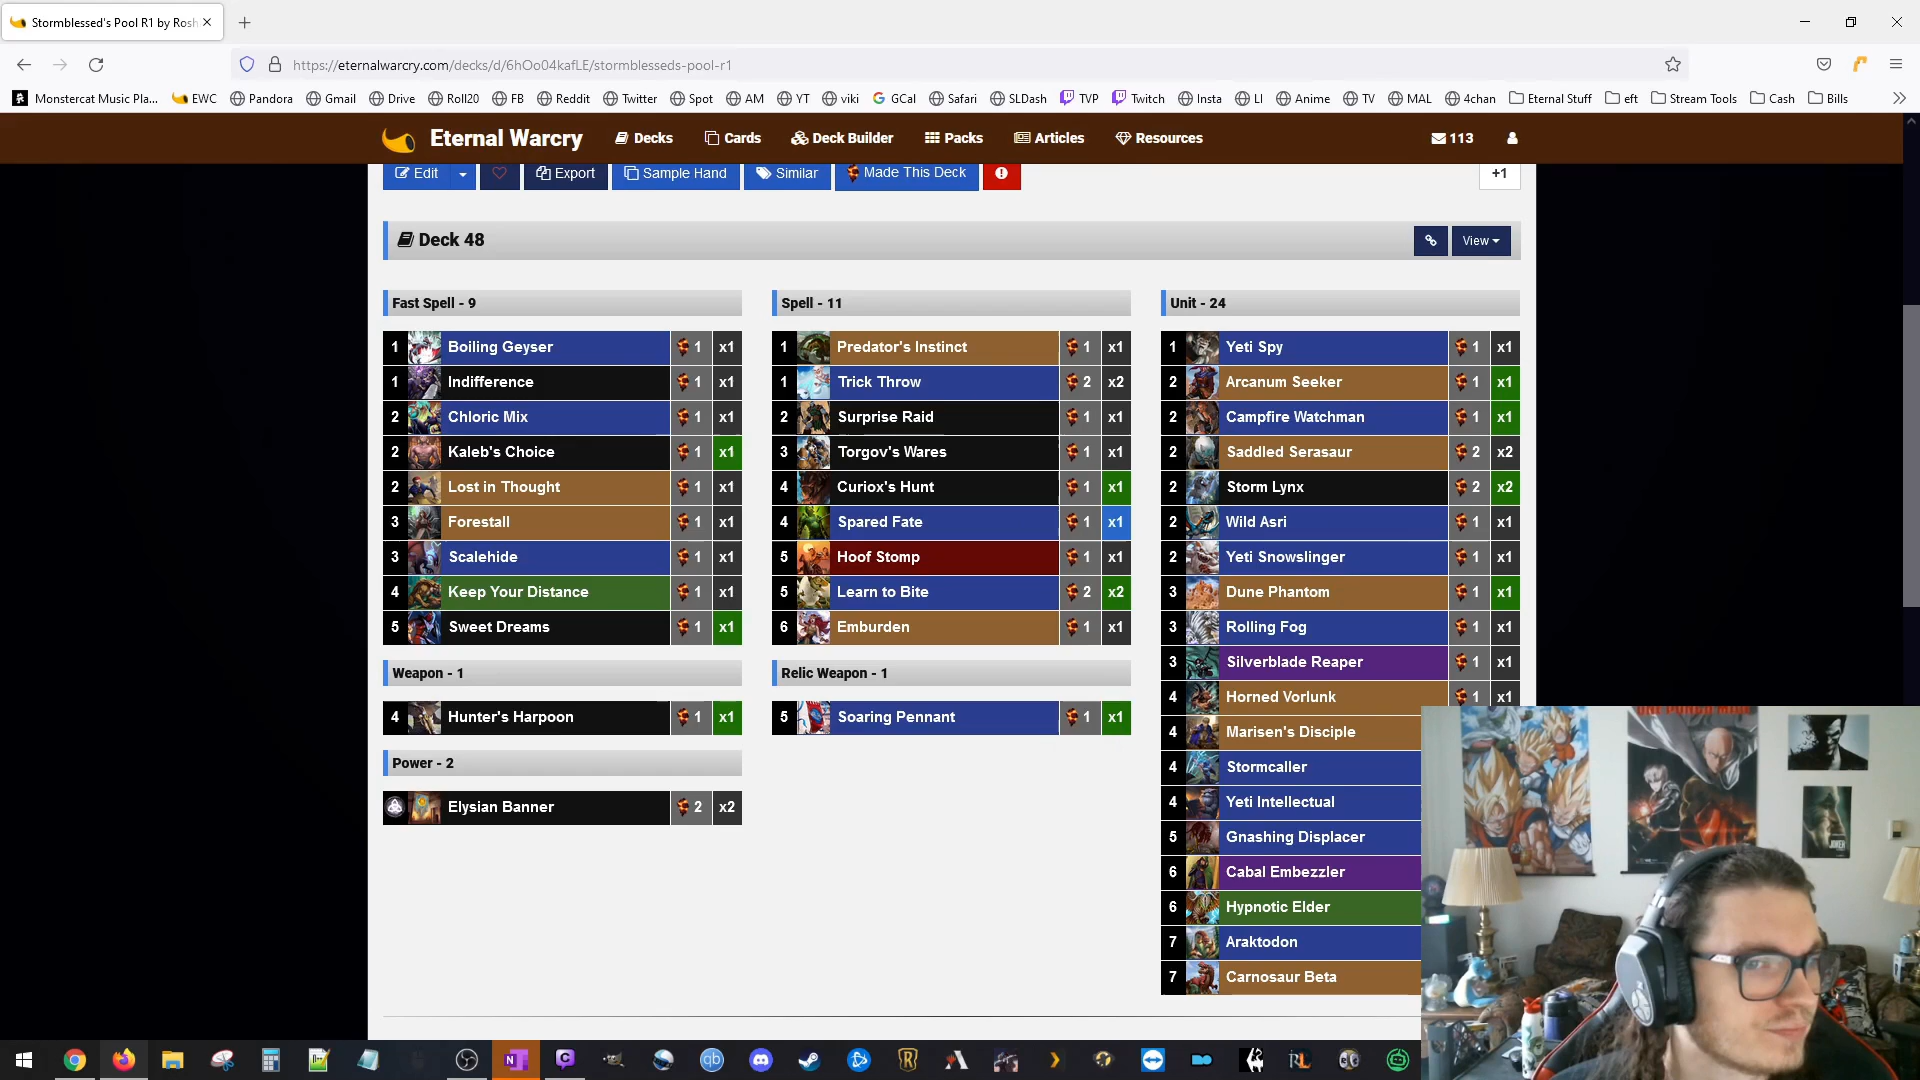 Stormblessed's Pool R1 by Rosh
https://eternalwarcry.com/decks/d/6hOo04kafLE/stormblesseds-pool-r1
Monstercat Music Pla... EWC Pandora Gmail Drive Roll20 FB Reddit Twitter Spot AM YT viki GCal Safari SLDash TVP Twitch Insta LI Anime TV MAL 4chan Eternal Stuff eft Stream Tools Cash Bills
Eternal Warcry Decks Cards Deck Builder Packs Articles Resources 113
Edit Export Sample Hand Similar Made This Deck +1
Deck 48 View
Fast Spell - 9
1 Boiling Geyser 1 x1
1 Indifference 1 x1
2 Chloric Mix 1 x1
2 Kaleb's Choice 1 x1
2 Lost in Thought 1 x1
3 Forestall 1 x1
3 Scalehide 1 x1
4 Keep Your Distance 1 x1
5 Sweet Dreams 1 x1
Weapon - 1
4 Hunter's Harpoon 1 x1
Power - 2
Elysian Banner 2 x2
Spell - 11
1 Predator's Instinct 1 x1
1 Trick Throw 2 x2
2 Surprise Raid 1 x1
3 Torgov's Wares 1 x1
4 Curiox's Hunt 1 x1
4 Spared Fate 1 x1
5 Hoof Stomp 1 x1
5 Learn to Bite 2 x2
6 Emburden 1 x1
Relic Weapon - 1
5 Soaring Pennant 1 x1
Unit - 24
1 Yeti Spy 1 x1
2 Arcanum Seeker 1 x1
2 Campfire Watchman 1 x1
2 Saddled Serasaur 2 x2
2 Storm Lynx 2 x2
2 Wild Asri 1 x1
2 Yeti Snowslinger 1 x1
3 Dune Phantom 1 x1
3 Rolling Fog 1 x1
3 Silverblade Reaper 1 x1
4 Horned Vorlunk 1 x1
4 Marisen's Disciple
4 Stormcaller
4 Yeti Intellectual
5 Gnashing Displacer
6 Cabal Embezzler
6 Hypnotic Elder
7 Araktodon
7 Carnosaur Beta
JOKER